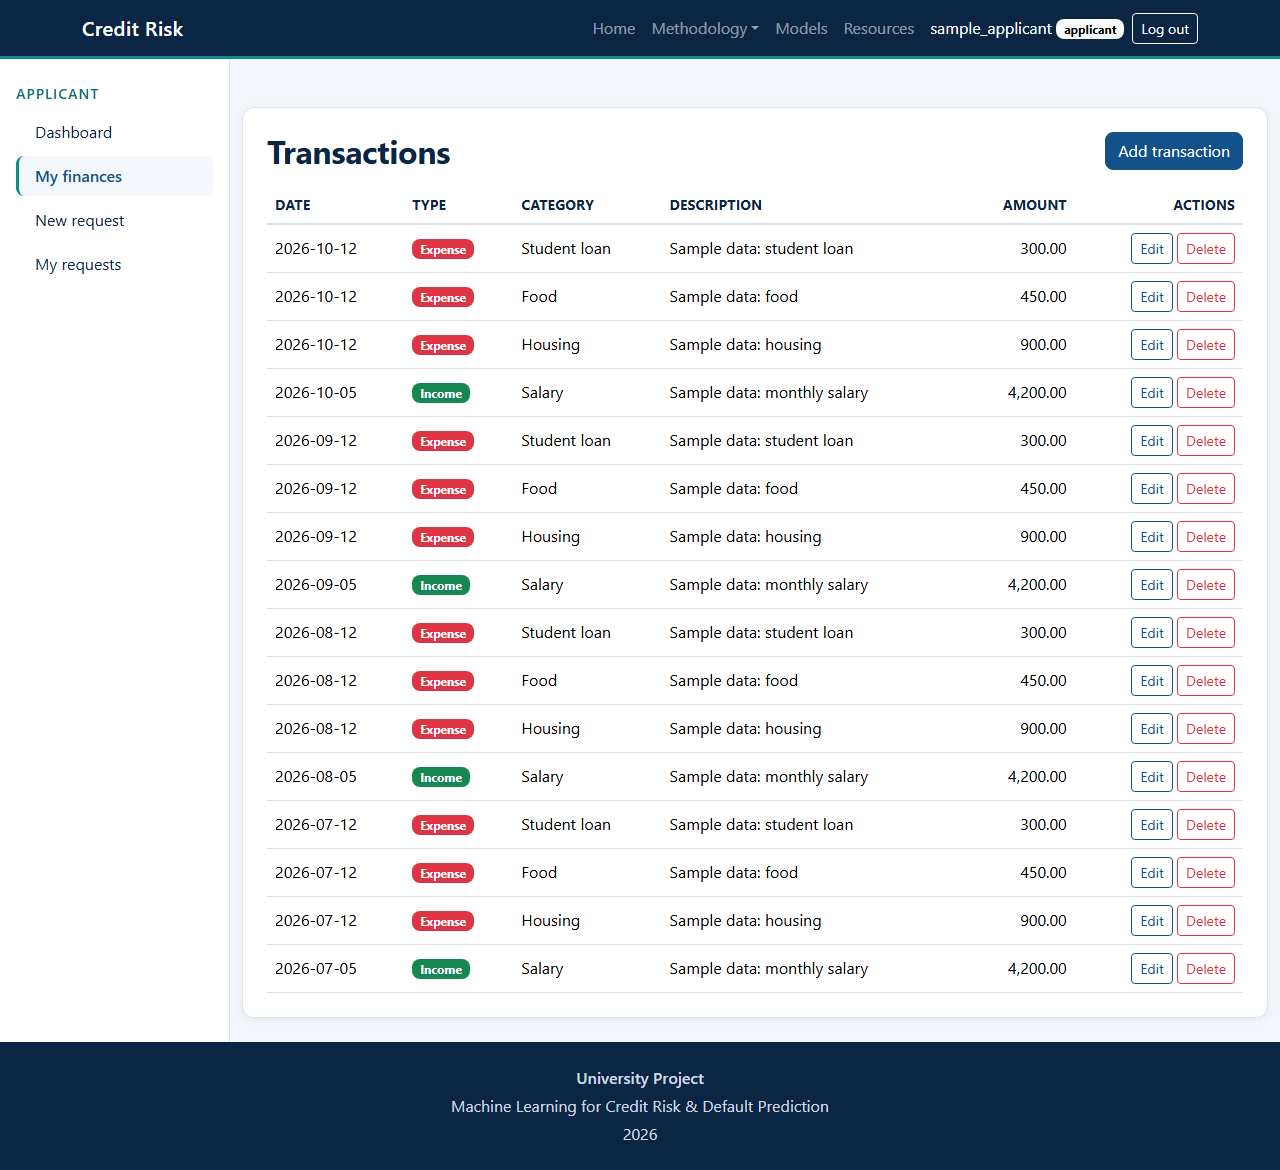 Credit Risk
Home Methodology Models Resources sample_applicant applicant Log out
APPLICANT
Dashboard
My finances
New request
My requests
Transactions
Add transaction
DATE TYPE CATEGORY DESCRIPTION AMOUNT ACTIONS
2026-10-12 Expense Student loan Sample data: student loan 300.00 Edit Delete
2026-10-12 Expense Food Sample data: food 450.00 Edit Delete
2026-10-12 Expense Housing Sample data: housing 900.00 Edit Delete
2026-10-05 Income Salary Sample data: monthly salary 4,200.00 Edit Delete
2026-09-12 Expense Student loan Sample data: student loan 300.00 Edit Delete
2026-09-12 Expense Food Sample data: food 450.00 Edit Delete
2026-09-12 Expense Housing Sample data: housing 900.00 Edit Delete
2026-09-05 Income Salary Sample data: monthly salary 4,200.00 Edit Delete
2026-08-12 Expense Student loan Sample data: student loan 300.00 Edit Delete
2026-08-12 Expense Food Sample data: food 450.00 Edit Delete
2026-08-12 Expense Housing Sample data: housing 900.00 Edit Delete
2026-08-05 Income Salary Sample data: monthly salary 4,200.00 Edit Delete
2026-07-12 Expense Student loan Sample data: student loan 300.00 Edit Delete
2026-07-12 Expense Food Sample data: food 450.00 Edit Delete
2026-07-12 Expense Housing Sample data: housing 900.00 Edit Delete
2026-07-05 Income Salary Sample data: monthly salary 4,200.00 Edit Delete
University Project
Machine Learning for Credit Risk & Default Prediction
2026